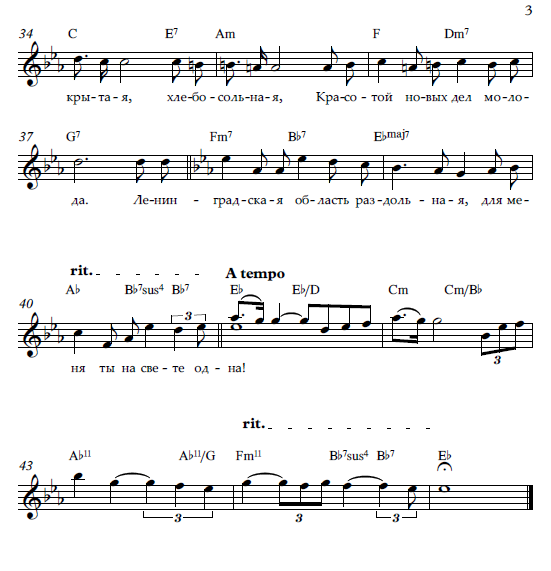 3
34 C E7 Am F Dm7
кры-та-я, хле-бо-соль-на-я, Кра-со-той но-вых дел мо-ло-
37 G7 Fm7 B♭7 E♭maj7
да. Ле-нин - град-ска-я об-ласть раз-доль - на-я, для ме-
rit. A tempo
40 A♭ B♭7sus4 B♭7 E♭ E♭/D Cm Cm/B♭
3
3
ня ты на све-те од-на!
rit.
43 A♭11 A♭11/G Fm11 B♭7sus4 B♭7 E♭
3 3 3